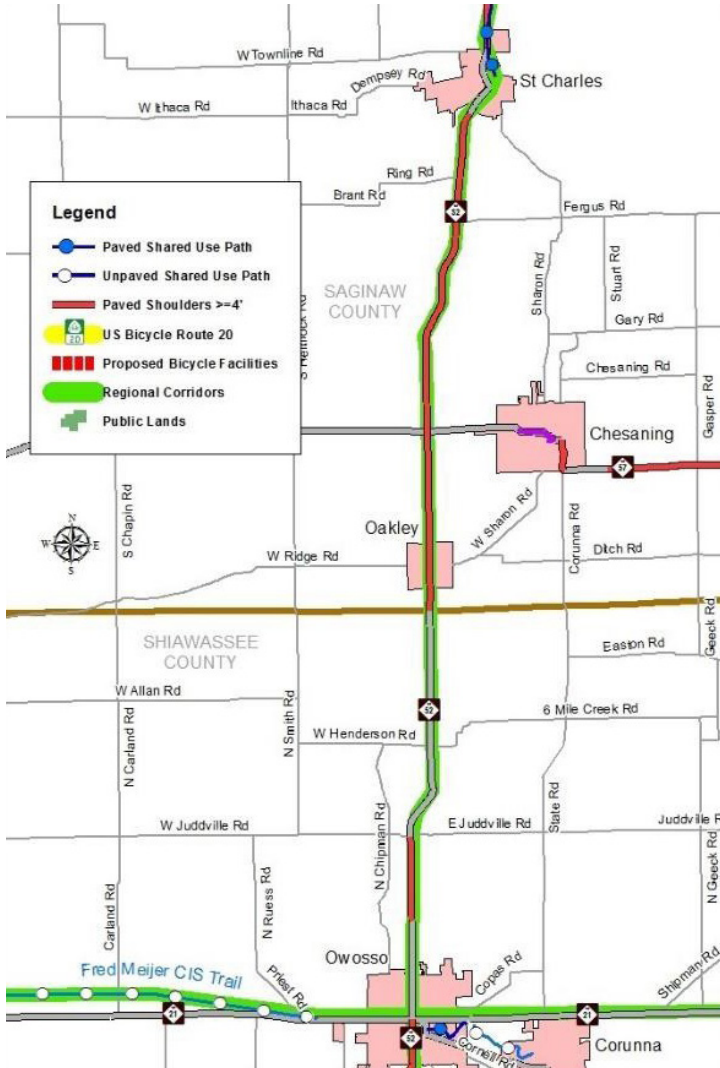 W Townline Rd
Dempsey Rd
St Charles
W Ithaca Rd
Ithaca Rd
Ring Rd
Brant Rd
52
Fergus Rd
Legend
Paved Shared Use Path
Unpaved Shared Use Path
Paved Shoulders >=4'
20
US Bicycle Route 20
Proposed Bicycle Facilities
Regional Corridors
Public Lands
SAGINAW
COUNTY
Sharon Rd
Stuart Rd
Gary Rd
S Hemlock Rd
Chesaning Rd
Gasper Rd
Chesaning
57
S Chapin Rd
N
W
E
S
Oakley
W Sharon Rd
Corunna Rd
W Ridge Rd
Ditch Rd
SHIAWASSEE
COUNTY
Easton Rd
Geeck Rd
W Allan Rd
52
6 Mile Creek Rd
N Carland Rd
N Smith Rd
W Henderson Rd
W Juddville Rd
N Chipman Rd
E Juddville Rd
State Rd
Juddville R
N Geeck Rd
Carland Rd
N Ruess Rd
Owosso
Copas Rd
Shipman Rd
Fred Meijer CIS Trail
Priest Rd
21
21
52
Gornell Rd
Corunna